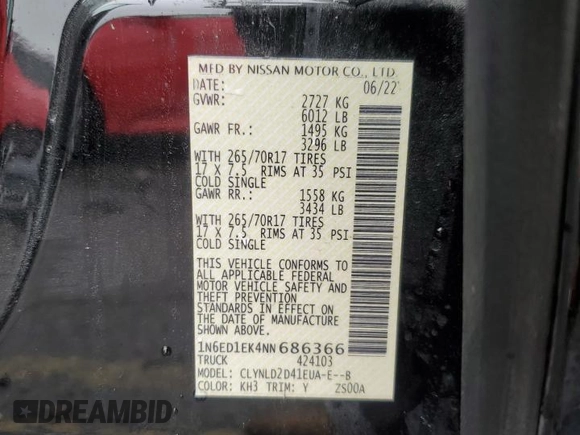 MFD BY NISSAN MOTOR CO., LTD.
DATE: 06/22
GVWR: 2727 KG
6012 LB
GAWR FR.: 1495 KG
3296 LB
WITH 265/70R17 TIRES
17 X 7.5 RIMS AT 35 PSI
COLD SINGLE
GAWR RR.: 1558 KG
3434 LB
WITH 265/70R17 TIRES
17 X 7.5 RIMS AT 35 PSI
COLD SINGLE
THIS VEHICLE CONFORMS TO
ALL APPLICABLE FEDERAL
MOTOR VEHICLE SAFETY AND
THEFT PREVENTION
STANDARDS IN EFFECT ON
THE DATE OF MANUFACTURE
SHOWN ABOVE.
1N6ED1EK4NN686366
TRUCK 424103
MODEL: CLYNLD2D41EUA-E--B
COLOR: KH3 TRIM: Y ZS00A
DREAMBID